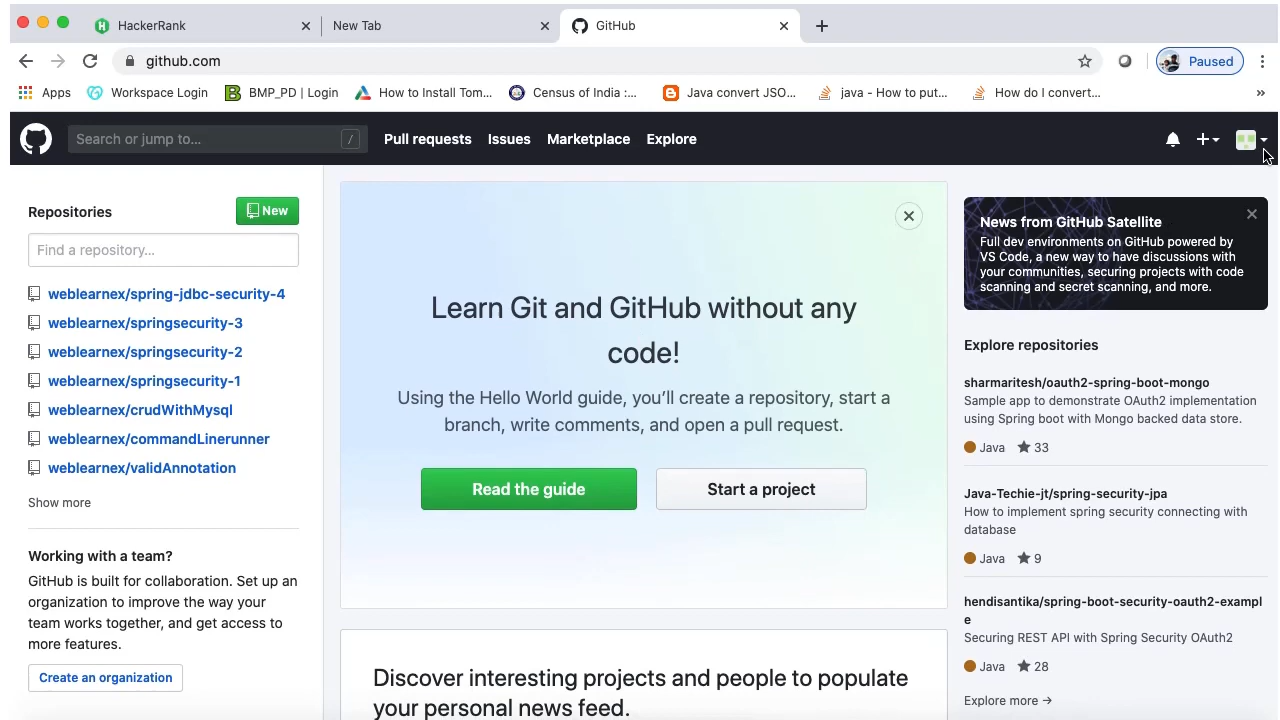 HackerRank
New Tab
GitHub
github.com
Paused
Apps
Workspace Login
BMP_PD | Login
How to Install Tom...
Census of India :...
Java convert JSO...
java - How to put...
How do I convert...
»
Search or jump to...
/
Pull requests
Issues
Marketplace
Explore
Repositories
New
Find a repository...
weblearnex/spring-jdbc-security-4
weblearnex/springsecurity-3
weblearnex/springsecurity-2
weblearnex/springsecurity-1
weblearnex/crudWithMysql
weblearnex/commandLinerunner
weblearnex/validAnnotation
Show more
Working with a team?
GitHub is built for collaboration. Set up an
organization to improve the way your
team works together, and get access to
more features.
Create an organization
Learn Git and GitHub without any
code!
Using the Hello World guide, you’ll create a repository, start a
branch, write comments, and open a pull request.
Read the guide
Start a project
Discover interesting projects and people to populate
your personal news feed.
News from GitHub Satellite
Full dev environments on GitHub powered by
VS Code, a new way to have discussions with
your communities, securing projects with code
scanning and secret scanning, and more.
Explore repositories
sharmaritesh/oauth2-spring-boot-mongo
Sample app to demonstrate OAuth2 implementation
using Spring boot with Mongo backed data store.
Java 33
Java-Techie-jt/spring-security-jpa
How to implement spring security connecting with
database
Java 9
hendisantika/spring-boot-security-oauth2-exampl
e
Securing REST API with Spring Security OAuth2
Java 28
Explore more →